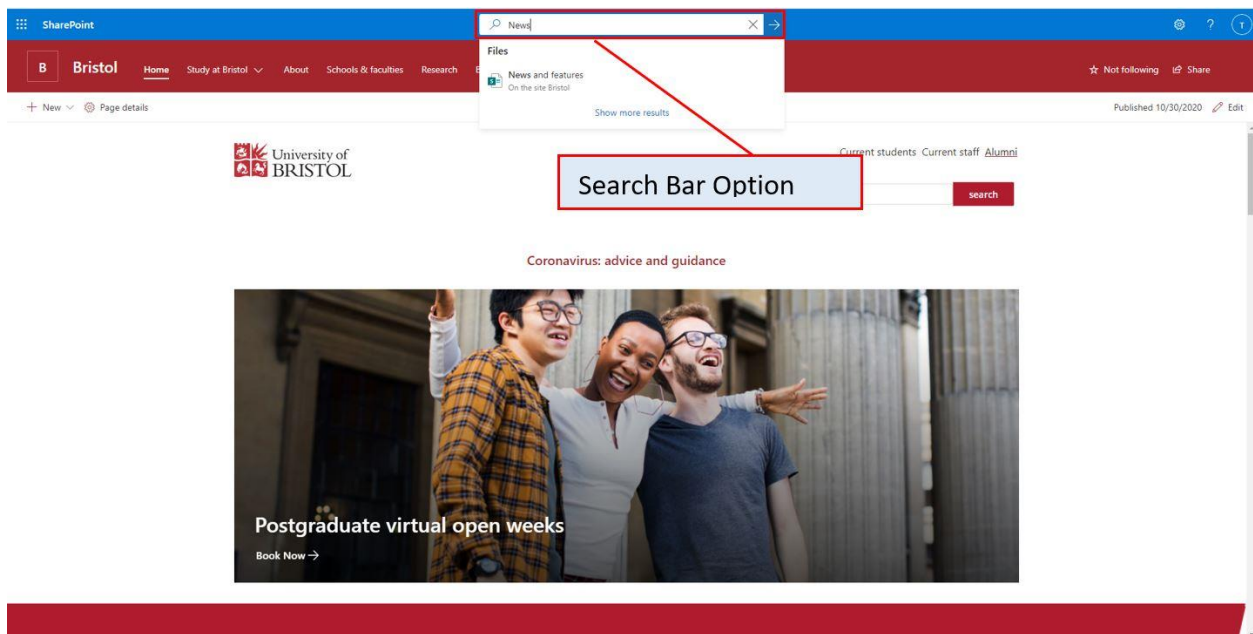 SharePoint
News
?
T
Files
News and features
On the site Bristol
Show more results
B Bristol Home Study at Bristol About Schools & faculties Research
Not following Share
New Page details
Published 10/30/2020 Edit
University of
BRISTOL
Current students Current staff Alumni
Search Bar Option
search
Coronavirus: advice and guidance
Postgraduate virtual open weeks
Book Now